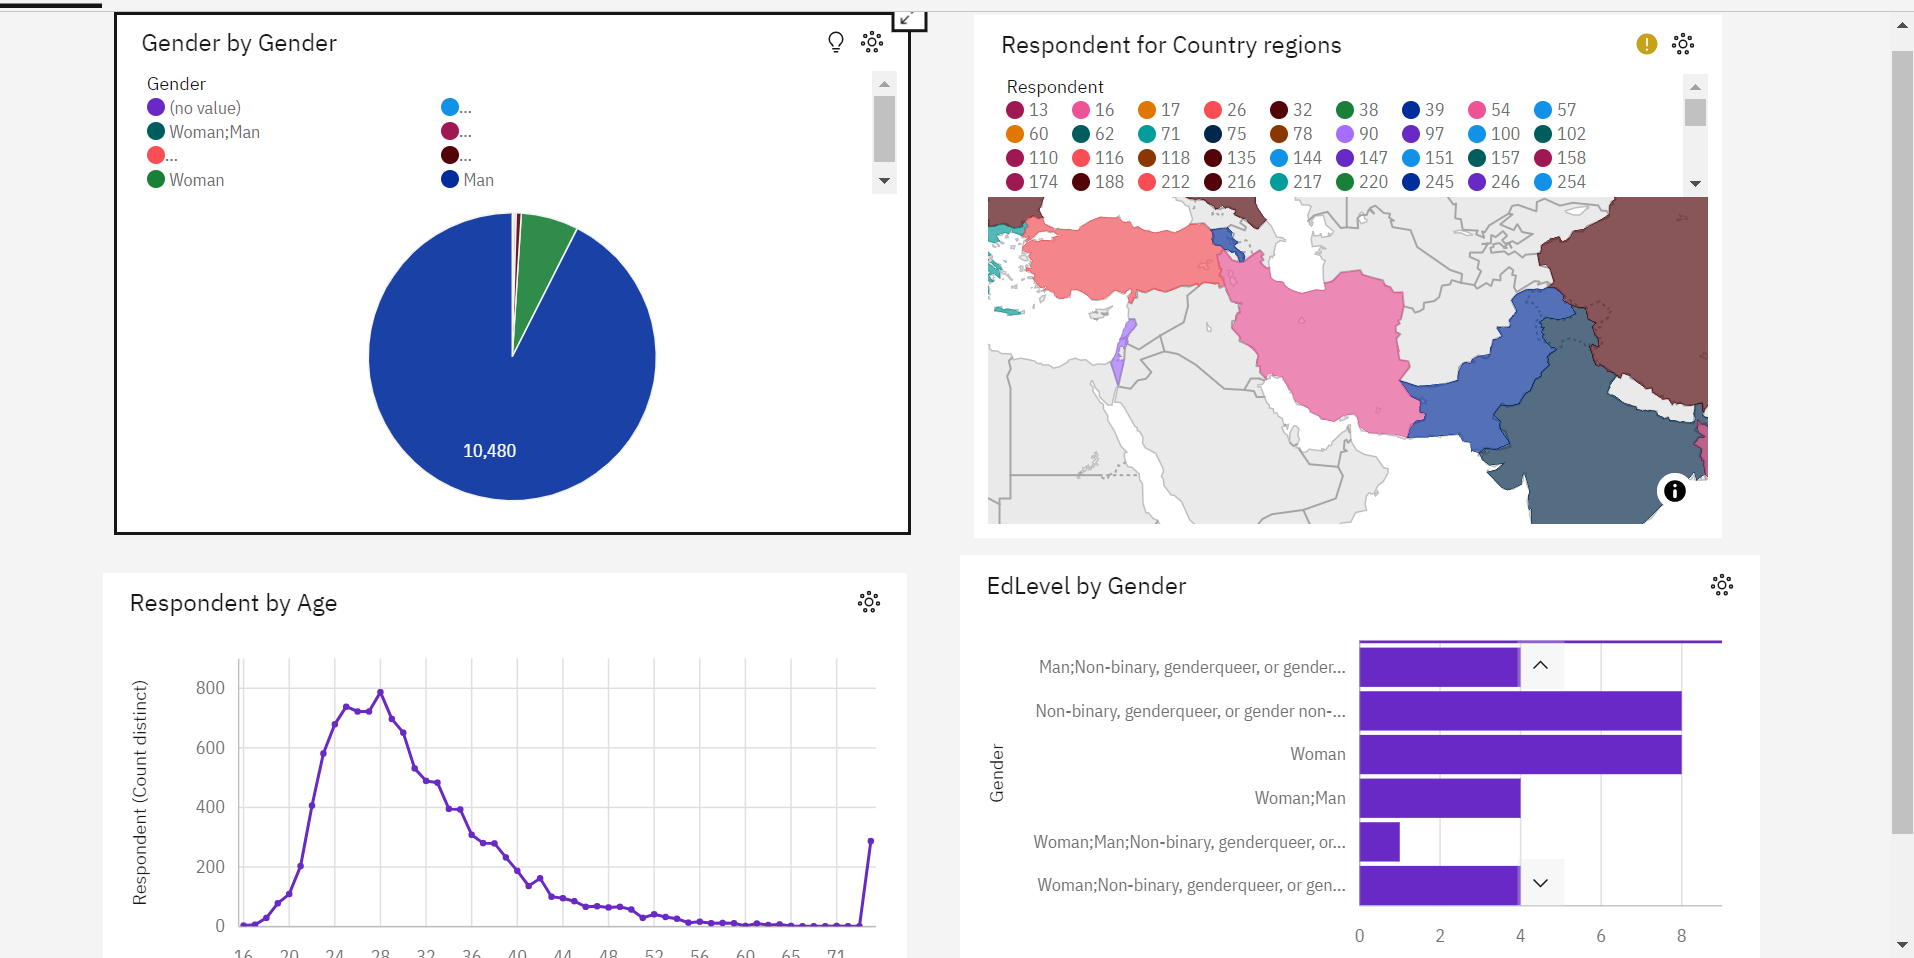 Gender by Gender
Gender
(no value)
...
Woman;Man
...
...
...
Woman
Man
10,480
Respondent for Country regions
Respondent
13 16 17 26 32 38 39 54 57
60 62 71 75 78 90 97 100 102
110 116 118 135 144 147 151 157 158
174 188 212 216 217 220 245 246 254
Respondent by Age
Respondent (Count distinct)
800
600
400
200
0
16 20 24 28 32 36 40 44 48 52 56 60 65 71
EdLevel by Gender
Gender
Man;Non-binary, genderqueer, or gender...
Non-binary, genderqueer, or gender non-...
Woman
Woman;Man
Woman;Man;Non-binary, genderqueer, or...
Woman;Non-binary, genderqueer, or gen...
0 2 4 6 8